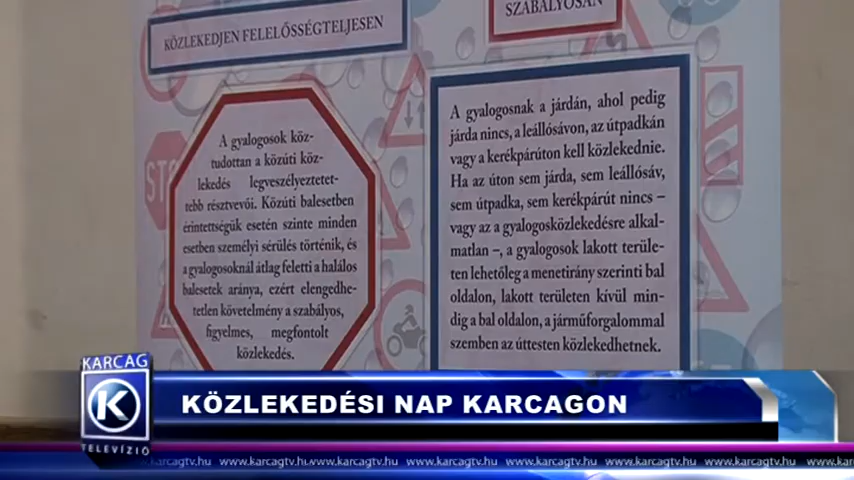 KÖZLEKEDJEN FELELŐSSÉGTELJESEN
SZABÁLYOSAN
STO
A gyalogosok köz-
tudottan a közúti köz-
lekedés legveszélyeztetet-
tebb résztvevői. Közúti balesetben
érintettségük esetén szinte minden
esetben személyi sérülés történik, és
a gyalogosoknál átlag feletti a halálos
balesetek aránya, ezért elengedhe-
tetlen követelmény a szabályos,
figyelmes, megfontolt
közlekedés.
A gyalogosnak a járdán, ahol pedig
járda nincs, a leállósávon, az útpadkán
vagy a kerékpárúton kell közlekednie.
Ha az úton sem járda, sem leállósáv,
sem útpadka, sem kerékpárút nincs –
vagy az a gyalogosközlekedésre alkal-
matlan –, a gyalogosok lakott terüle-
ten lehetőleg a menetirány szerinti bal
oldalon, lakott területen kívül min-
dig a bal oldalon, a járműforgalommal
szemben az úttesten közlekedhetnek.
KARCAG
K
TELEVÍZIÓ
KÖZLEKEDÉSI NAP KARCAGON
karcagtv.hu www.karcagtv.hu www.karcagtv.hu www.karcagtv.hu www.karcagtv.hu www.karcagtv.hu www.karcagtv.hu www.kar